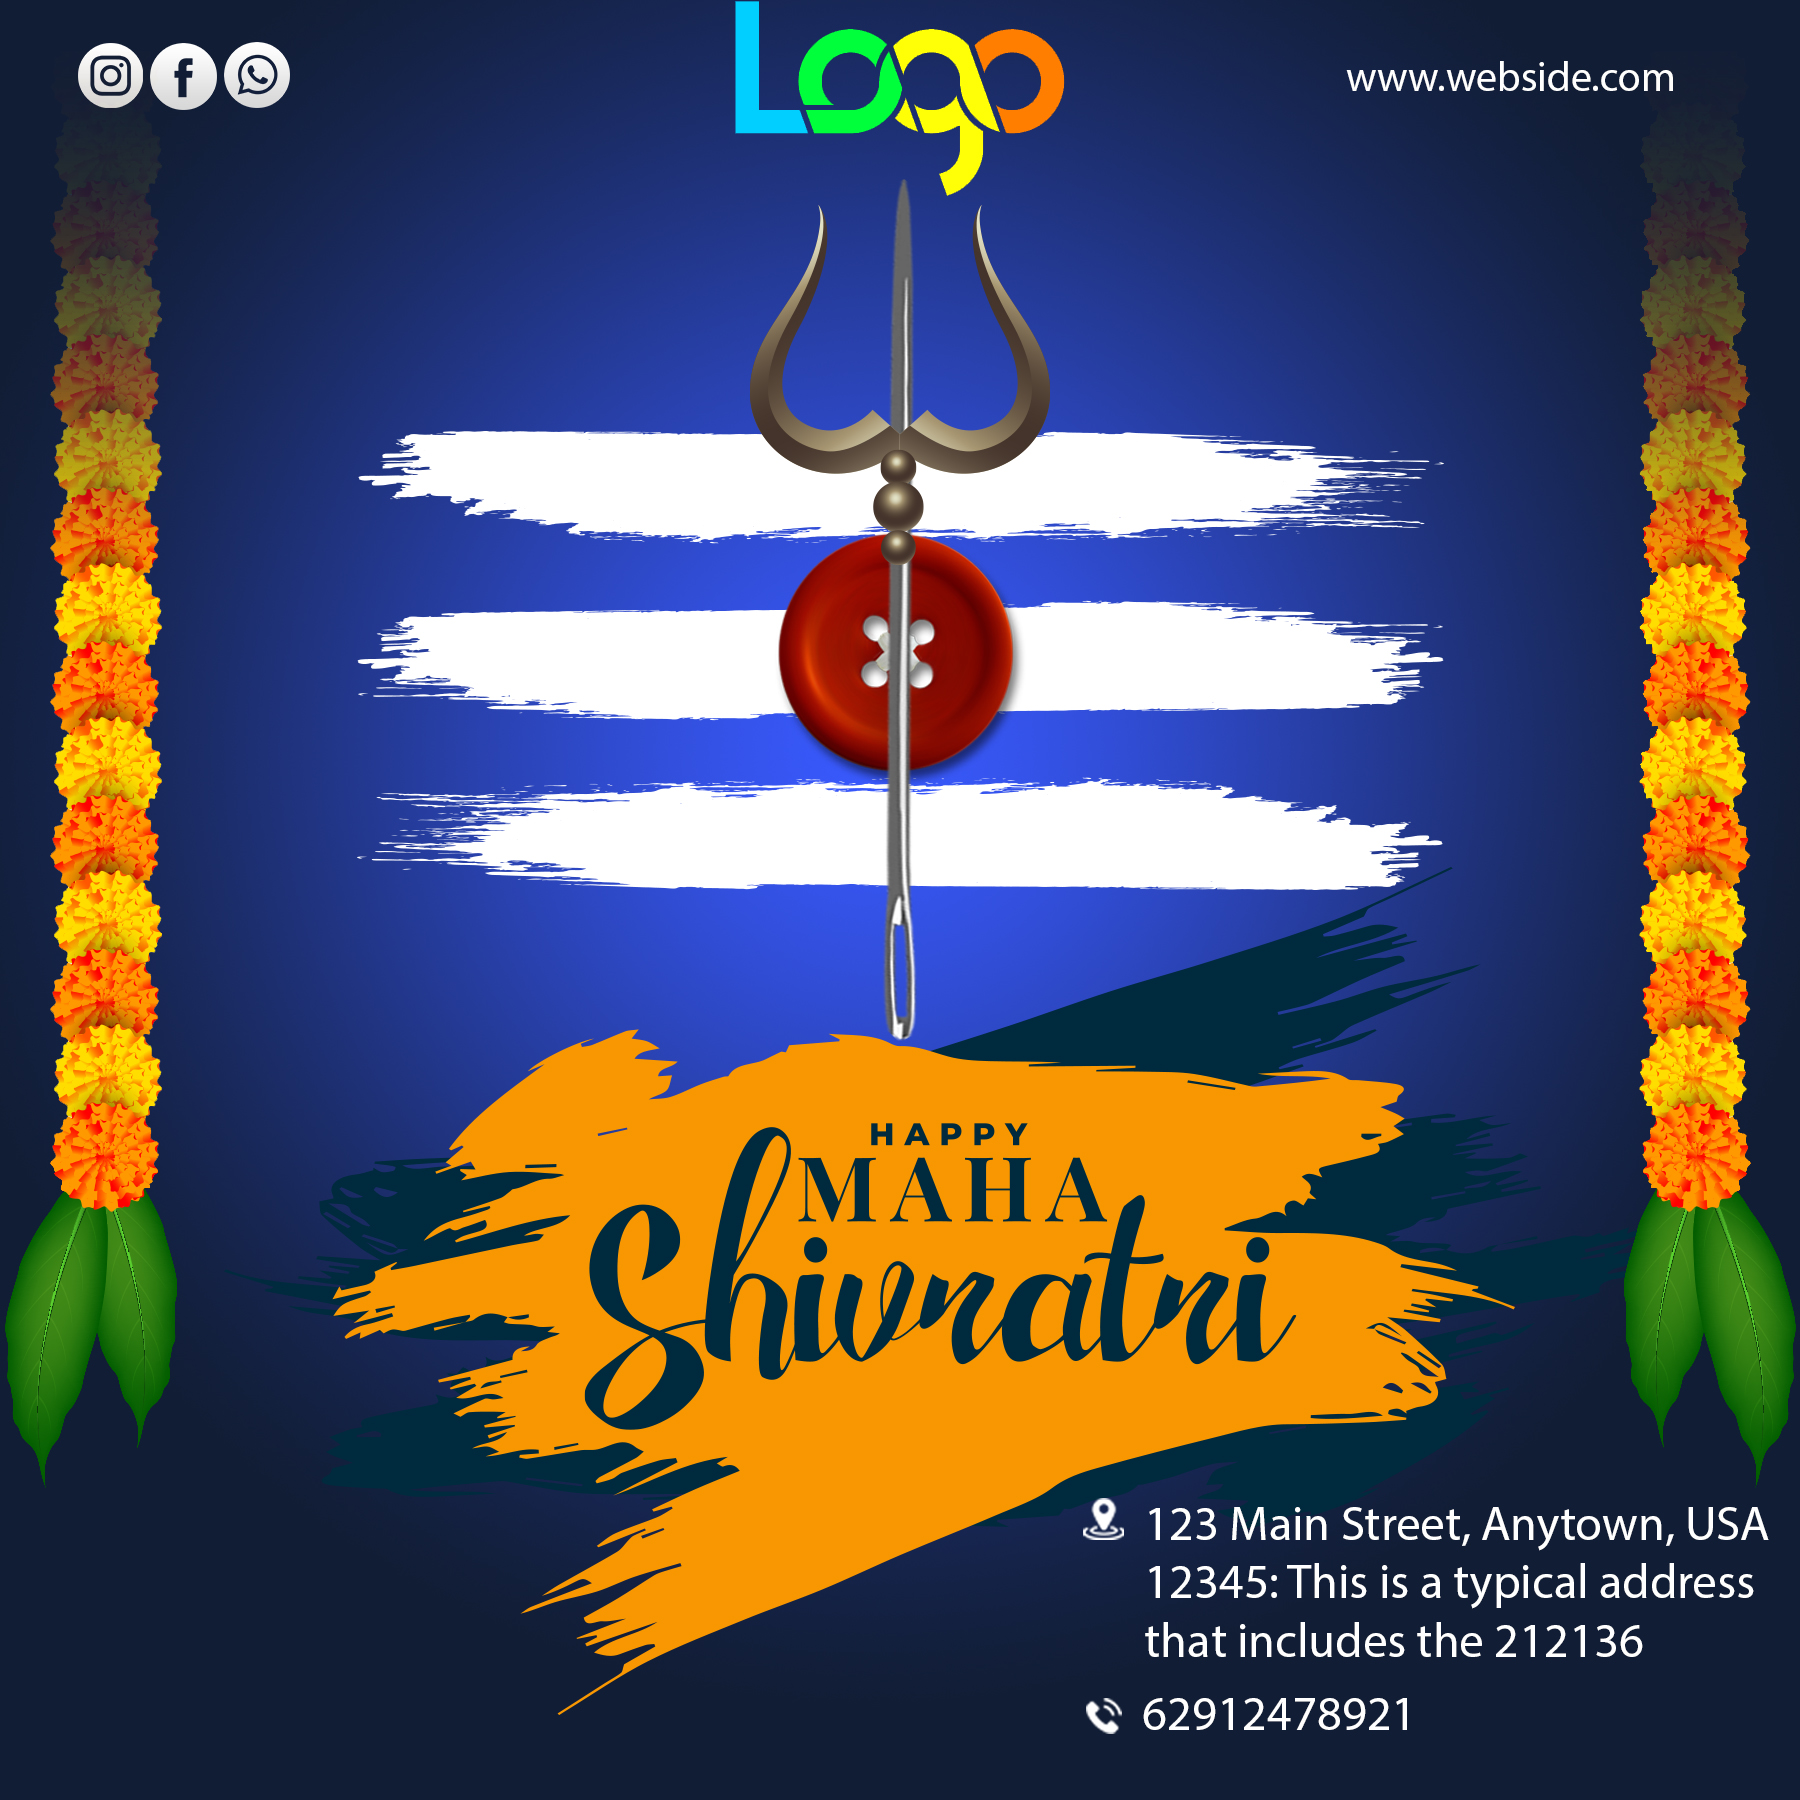 Logo
www.webside.com
HAPPY
MAHA
Shivratri
123 Main Street, Anytown, USA
12345: This is a typical address
that includes the 212136
62912478921